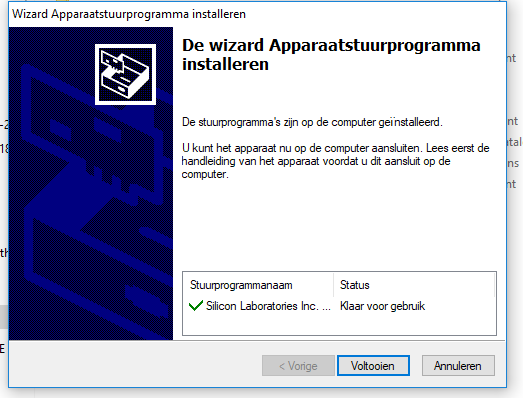 Wizard Apparaatstuurprogramma installeren
De wizard Apparaatstuurprogramma
installeren
De stuurprogramma's zijn op de computer geïnstalleerd.
U kunt het apparaat nu op de computer aansluiten. Lees eerst de
handleiding van het apparaat voordat u dit aansluit op de
computer.
Stuurprogrammanaam Status
Silicon Laboratories Inc. ... Klaar voor gebruik
< Vorige Voltooien Annuleren